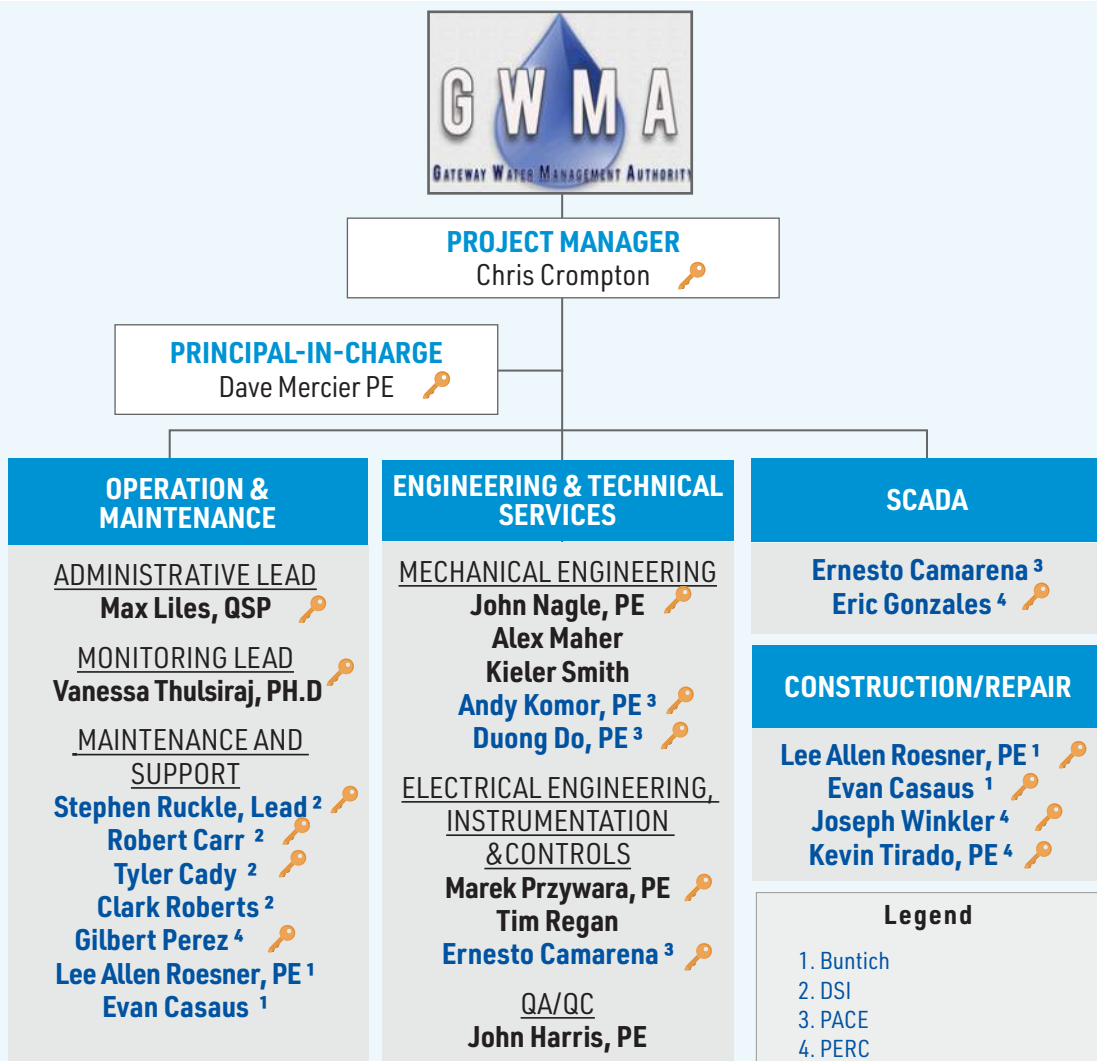 GWMA
GATEWAY WATER MANAGEMENT AUTHORITY
PROJECT MANAGER
Chris Crompton
PRINCIPAL-IN-CHARGE
Dave Mercier PE
OPERATION &
MAINTENANCE
ADMINISTRATIVE LEAD
Max Liles, QSP
MONITORING LEAD
Vanessa Thulsiraj, PH.D
MAINTENANCE AND
SUPPORT
Stephen Ruckle, Lead ²
Robert Carr ²
Tyler Cady ²
Clark Roberts ²
Gilbert Perez ⁴
Lee Allen Roesner, PE ¹
Evan Casaus ¹
ENGINEERING & TECHNICAL
SERVICES
MECHANICAL ENGINEERING
John Nagle, PE
Alex Maher
Kieler Smith
Andy Komor, PE ³
Duong Do, PE ³
ELECTRICAL ENGINEERING,
INSTRUMENTATION
&CONTROLS
Marek Przywara, PE
Tim Regan
Ernesto Camarena ³
QA/QC
John Harris, PE
SCADA
Ernesto Camarena ³
Eric Gonzales ⁴
CONSTRUCTION/REPAIR
Lee Allen Roesner, PE ¹
Evan Casaus ¹
Joseph Winkler ⁴
Kevin Tirado, PE ⁴
Legend
1. Buntich
2. DSI
3. PACE
4. PERC